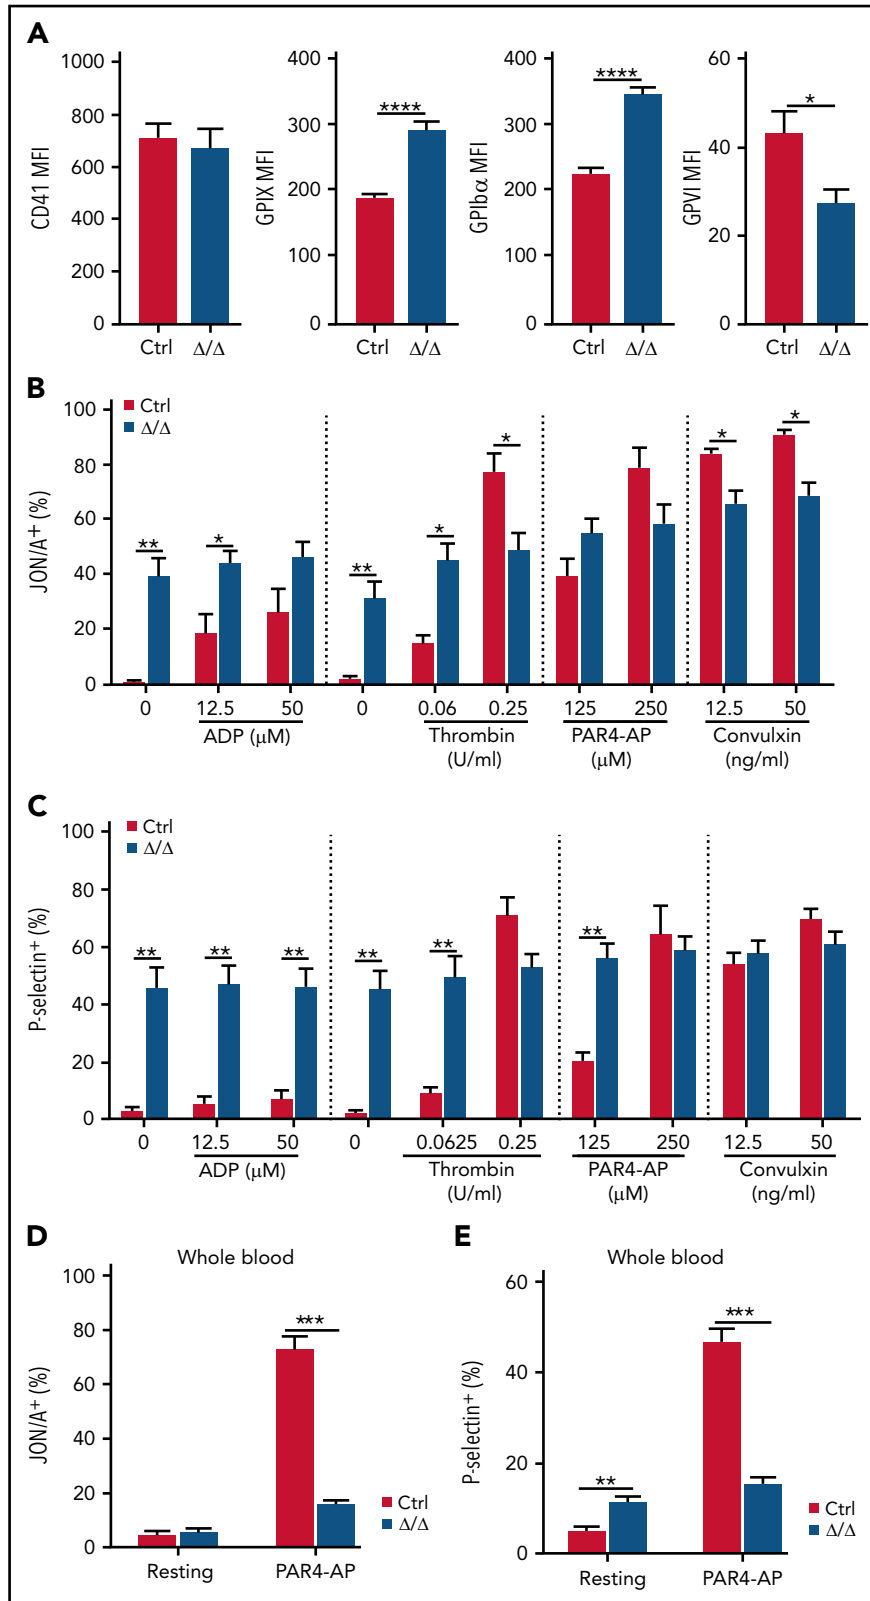 A
1000
800
600
400
200
0
CD41 MFI
Ctrl Δ/Δ
400
300
200
100
0
GPIX MFI
****
Ctrl Δ/Δ
400
300
200
100
0
GPIbα MFI
****
Ctrl Δ/Δ
60
40
20
0
GPVI MFI
*
Ctrl Δ/Δ
B
100
80
60
40
20
0
JON/A+ (%)
Ctrl
Δ/Δ
** * ** * * * *
0 12.5 50 0 0.06 0.25 125 250 12.5 50
ADP (μM) Thrombin PAR4-AP Convulxin
(U/ml) (μM) (ng/ml)
C
100
80
60
40
20
0
P-selectin+ (%)
Ctrl
Δ/Δ
** ** ** ** ** **
0 12.5 50 0 0.0625 0.25 125 250 12.5 50
ADP (μM) Thrombin PAR4-AP Convulxin
(U/ml) (μM) (ng/ml)
D
Whole blood
100
80
60
40
20
0
JON/A+ (%)
***
Ctrl
Δ/Δ
Resting PAR4-AP
E
Whole blood
60
40
20
0
P-selectin+ (%)
** ***
Ctrl
Δ/Δ
Resting PAR4-AP